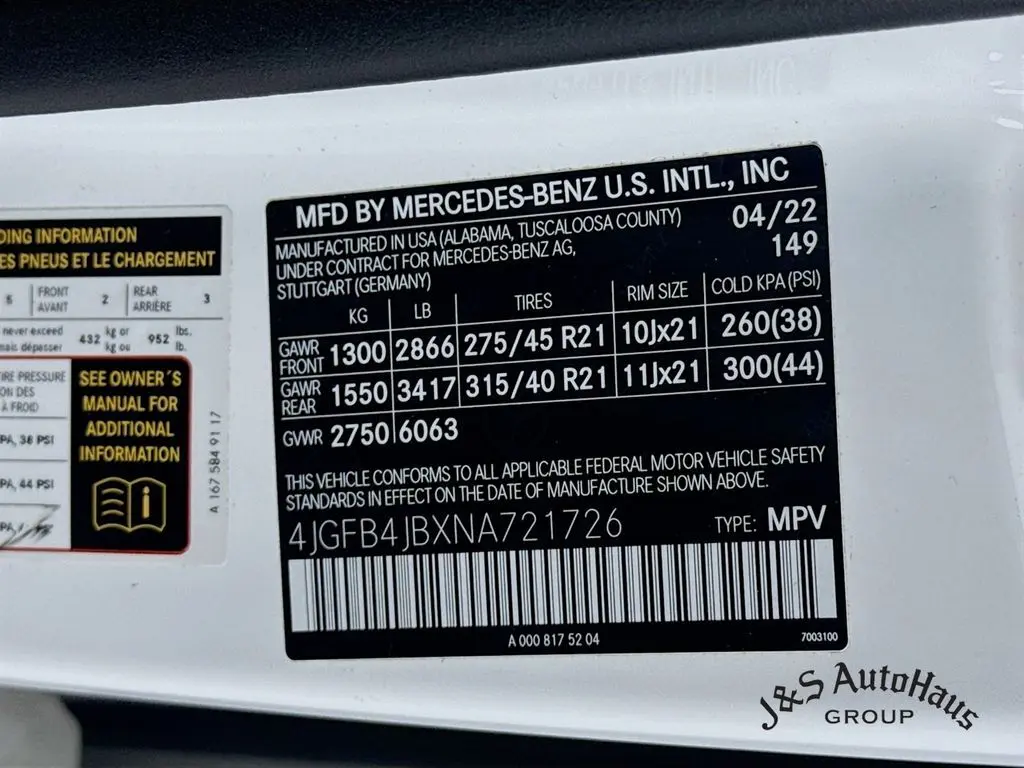 DING INFORMATION
ES PNEUS ET LE CHARGEMENT
5 FRONT AVANT 2 REAR ARRIÈRE 3
never exceed
mais dépasser 432 kg or kg ou 952 lbs. lb.
IRE PRESSURE
ON DES
À FROID
PA, 38 PSI
PA, 44 PSI
PA,
SEE OWNER'S
MANUAL FOR
ADDITIONAL
INFORMATION
i
A 167 584 91 17
MFD BY MERCEDES-BENZ U.S. INTL., INC
MANUFACTURED IN USA (ALABAMA, TUSCALOOSA COUNTY) 04/22
UNDER CONTRACT FOR MERCEDES-BENZ AG, 149
STUTTGART (GERMANY)
KG LB TIRES RIM SIZE COLD KPA (PSI)
GAWR FRONT 1300 2866 275/45 R21 10Jx21 260(38)
GAWR REAR 1550 3417 315/40 R21 11Jx21 300(44)
GVWR 2750 6063
THIS VEHICLE CONFORMS TO ALL APPLICABLE FEDERAL MOTOR VEHICLE SAFETY
STANDARDS IN EFFECT ON THE DATE OF MANUFACTURE SHOWN ABOVE.
4JGFB4JBXNA721726 TYPE: MPV
A 000 817 52 04 7003100
J&S AutoHaus
GROUP